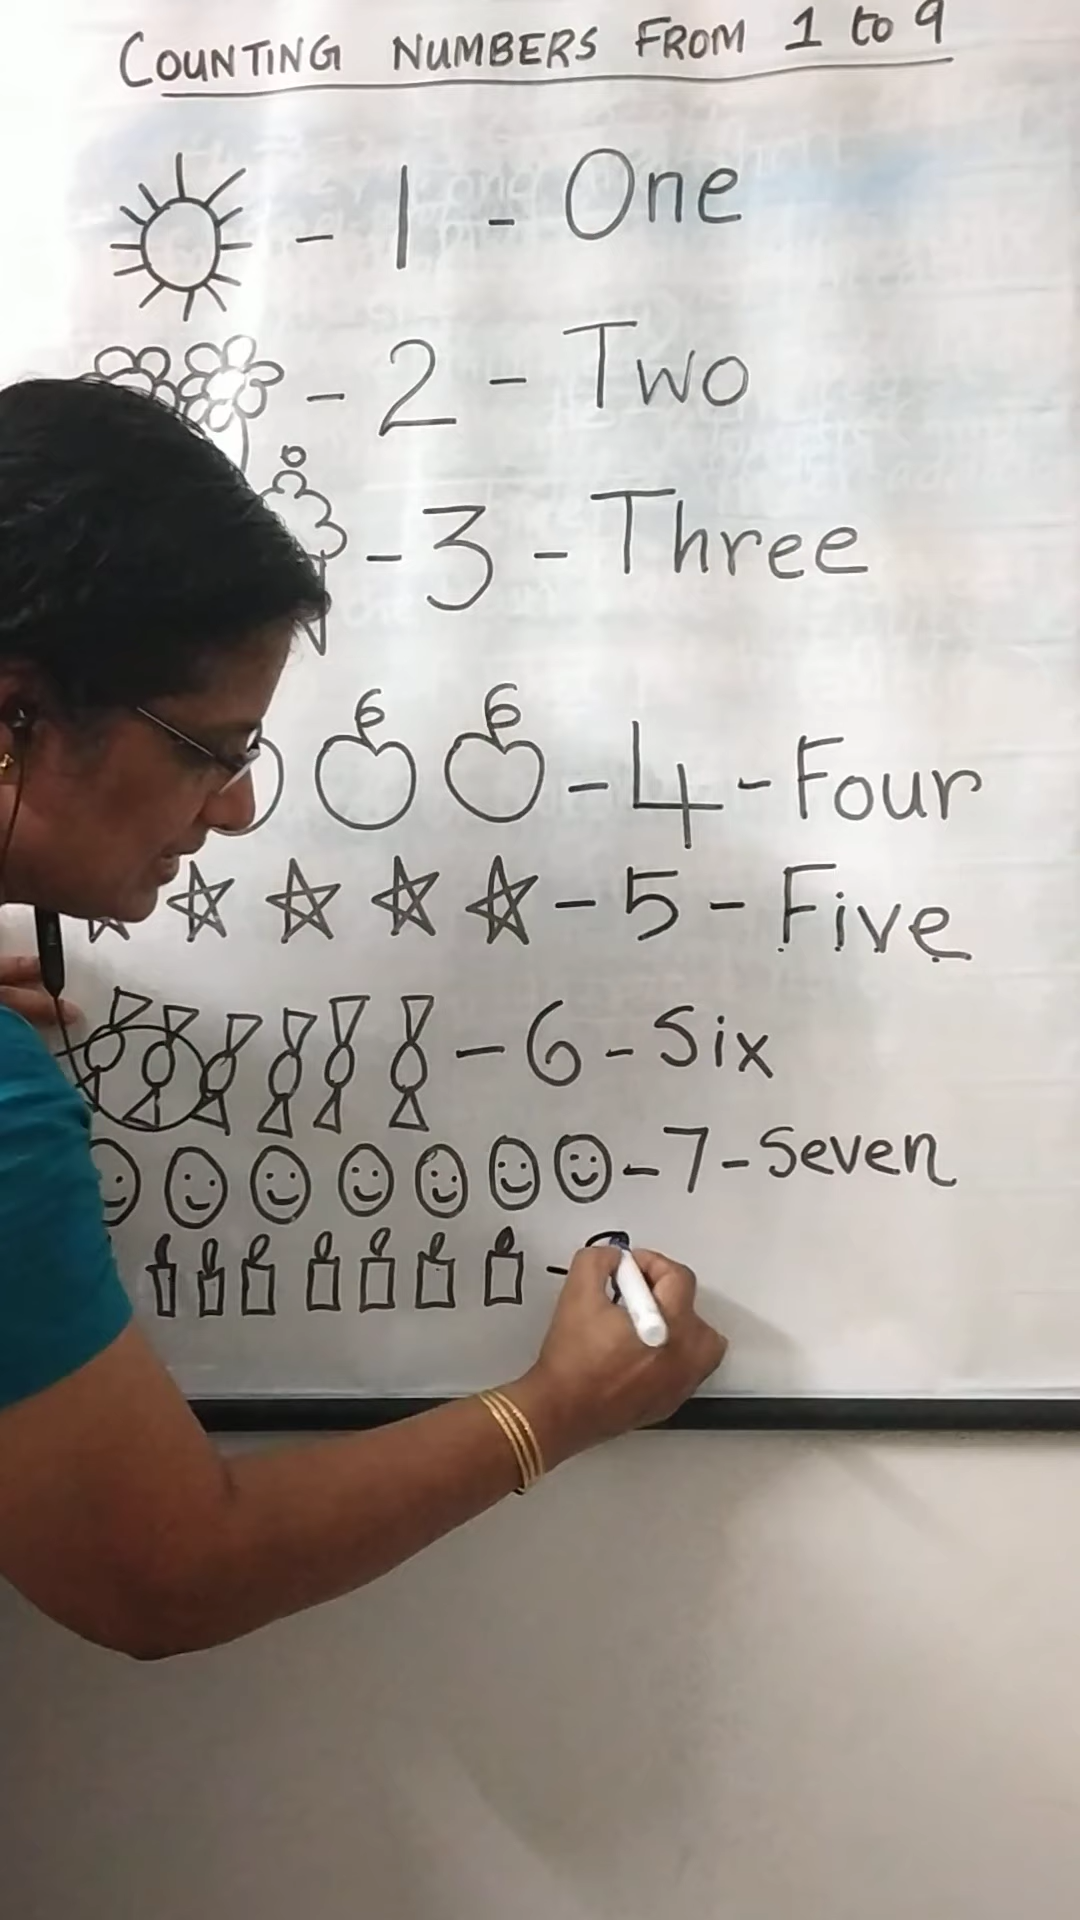 COUNTING NUMBERS FROM 1 to 9
- 1 - One
- 2 - Two
- 3 - Three
- 4 - Four
- 5 - Five
- 6 - Six
- 7 - Seven
-